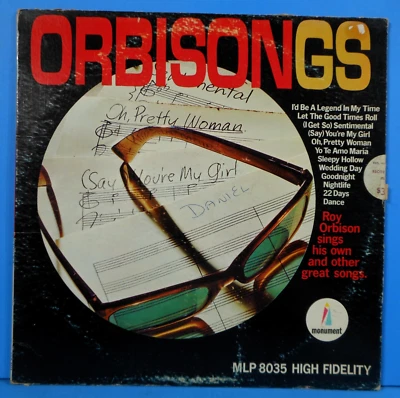 ORBISONGS
Sentimental
Oh, Pretty Woman
(Say You're My Girl
DANIEL
I'd Be A Legend In My Time
Let The Good Times Roll
(I Get So) Sentimental
(Say) You're My Girl
Oh, Pretty Woman
Yo Te Amo Maria
Sleepy Hollow
Wedding Day
Goodnight
Nightlife
22 Days
Dance
Roy
Orbison
sings
his own
and other
great songs.
monument
MLP 8035 HIGH FIDELITY